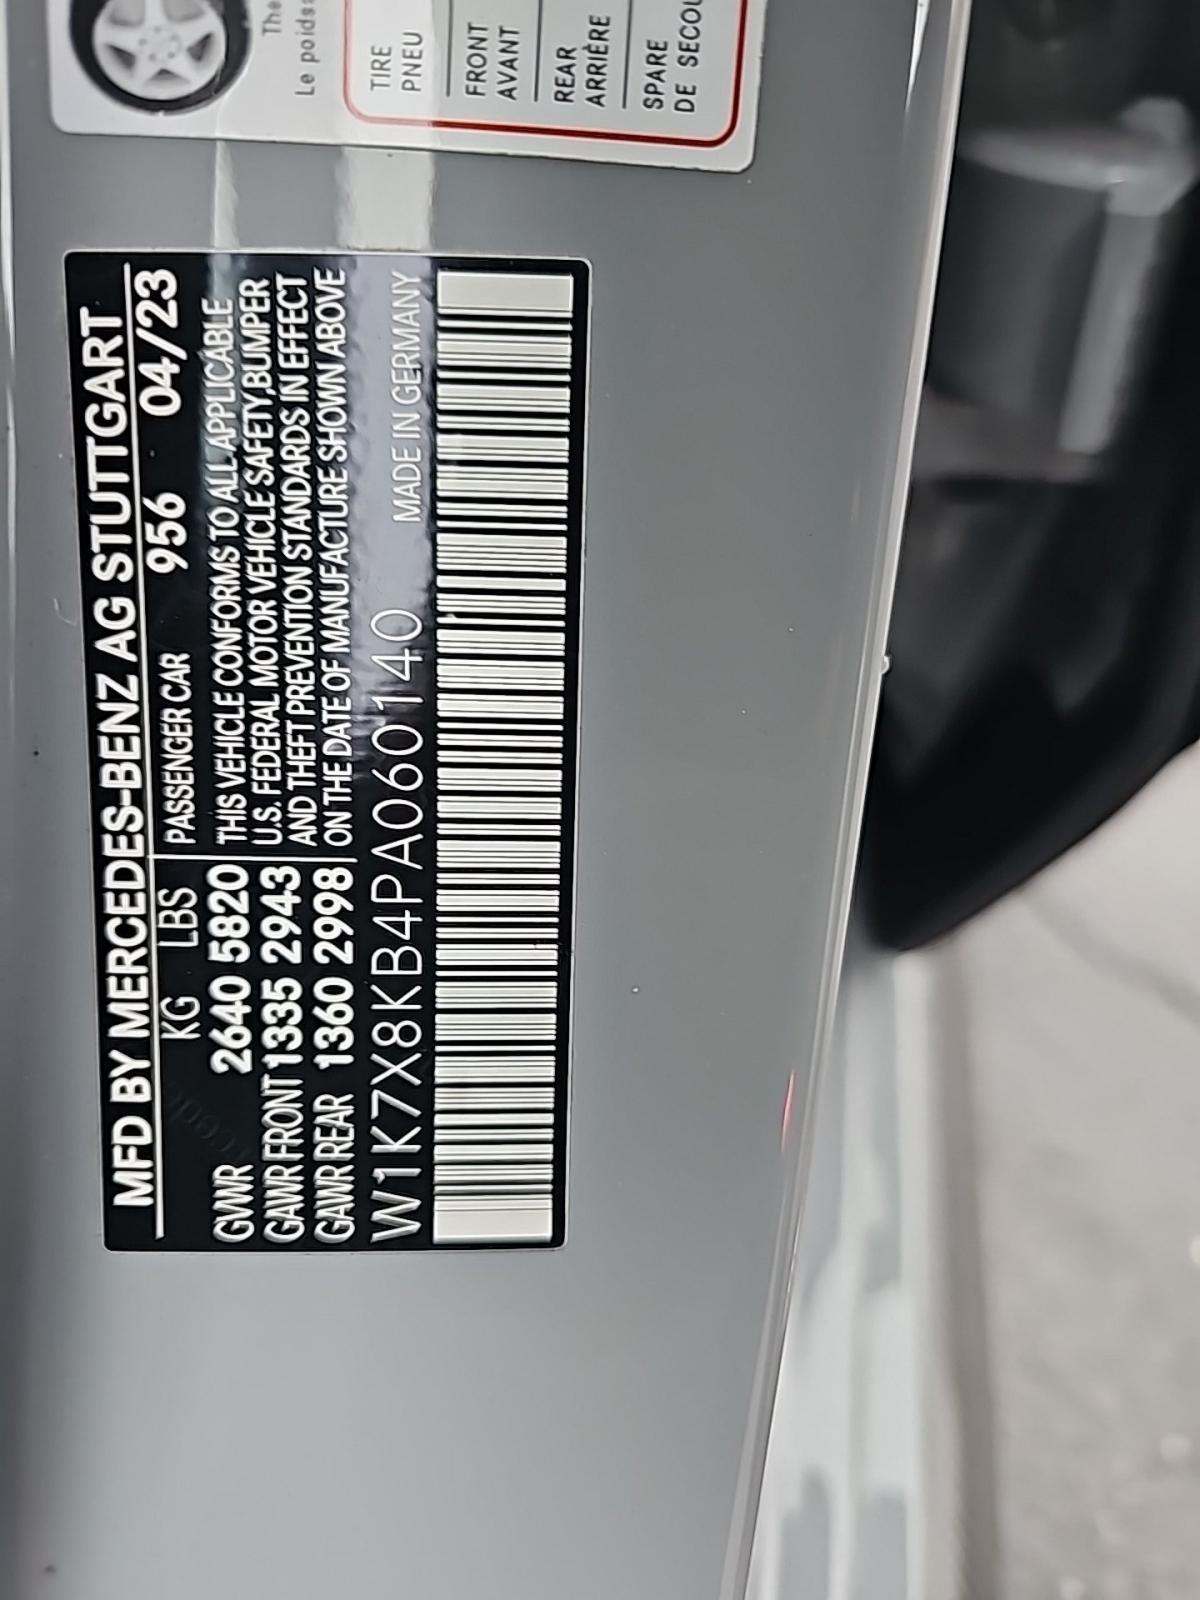 The
Le poids
TIRE
PNEU
FRONT
AVANT
REAR
ARRIÈRE
SPARE
DE SECOU
MFD BY MERCEDES-BENZ AG STUTTGART
KG LBS PASSENGER CAR 956 04/23
GVWR 2640 5820 THIS VEHICLE CONFORMS TO ALL APPLICABLE
GAWR FRONT 1335 2943 U.S. FEDERAL MOTOR VEHICLE SAFETY,BUMPER
AND THEFT PREVENTION STANDARDS IN EFFECT
GAWR REAR 1360 2998 ON THE DATE OF MANUFACTURE SHOWN ABOVE
W1K7X8KB4PA060140 MADE IN GERMANY